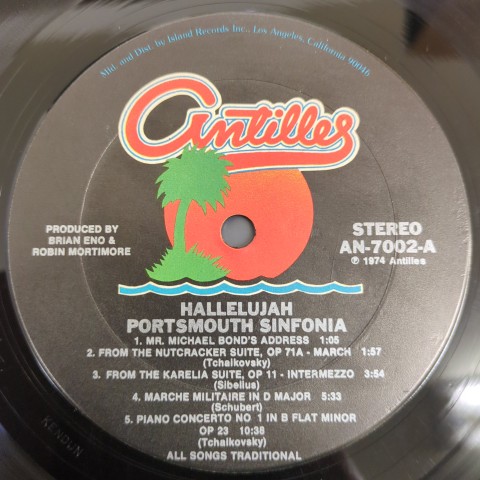 Mfd. and Dist. by Island Records Inc., Los Angeles, California 90046
antilles
PRODUCED BY
BRIAN ENO &
ROBIN MORTIMORE
STEREO
AN-7002-A
℗ 1974 Antilles
HALLELUJAH
PORTSMOUTH SINFONIA
1. MR. MICHAEL BOND'S ADDRESS 1:05
2. FROM THE NUTCRACKER SUITE, OP 71A - MARCH 1:57
(Tchaikovsky)
3. FROM THE KARELIA SUITE, OP 11 - INTERMEZZO 3:54
(Sibelius)
4. MARCHE MILITAIRE IN D MAJOR 5:33
(Schubert)
5. PIANO CONCERTO NO 1 IN B FLAT MINOR
OP 23 10:38
(Tchaikovsky)
ALL SONGS TRADITIONAL
KENDUN